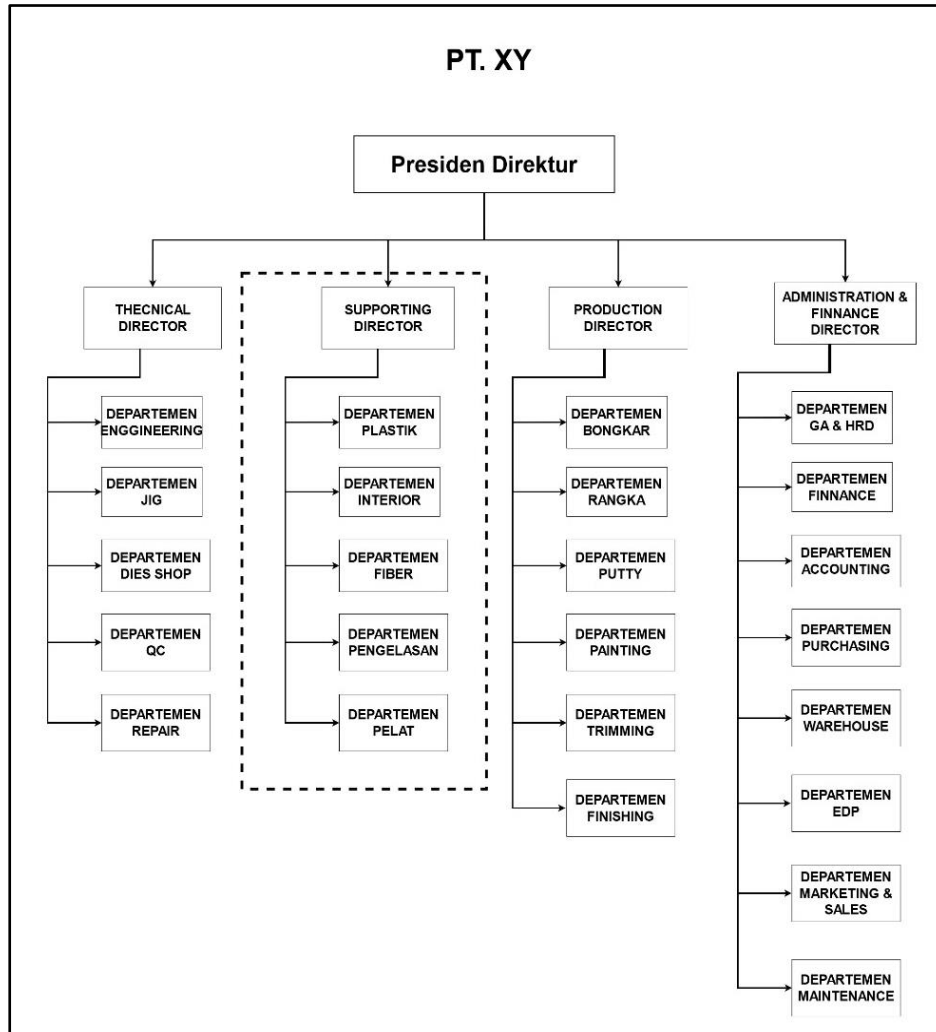 PT. XY
Presiden Direktur
THECNICAL
DIRECTOR
DEPARTEMEN
ENGGINEERING
DEPARTEMEN
JIG
DEPARTEMEN
DIES SHOP
DEPARTEMEN
QC
DEPARTEMEN
REPAIR
SUPPORTING
DIRECTOR
DEPARTEMEN
PLASTIK
DEPARTEMEN
INTERIOR
DEPARTEMEN
FIBER
DEPARTEMEN
PENGELASAN
DEPARTEMEN
PELAT
PRODUCTION
DIRECTOR
DEPARTEMEN
BONGKAR
DEPARTEMEN
RANGKA
DEPARTEMEN
PUTTY
DEPARTEMEN
PAINTING
DEPARTEMEN
TRIMMING
DEPARTEMEN
FINISHING
ADMINISTRATION &
FINNANCE
DIRECTOR
DEPARTEMEN
GA & HRD
DEPARTEMEN
FINNANCE
DEPARTEMEN
ACCOUNTING
DEPARTEMEN
PURCHASING
DEPARTEMEN
WAREHOUSE
DEPARTEMEN
EDP
DEPARTEMEN
MARKETING &
SALES
DEPARTEMEN
MAINTENANCE